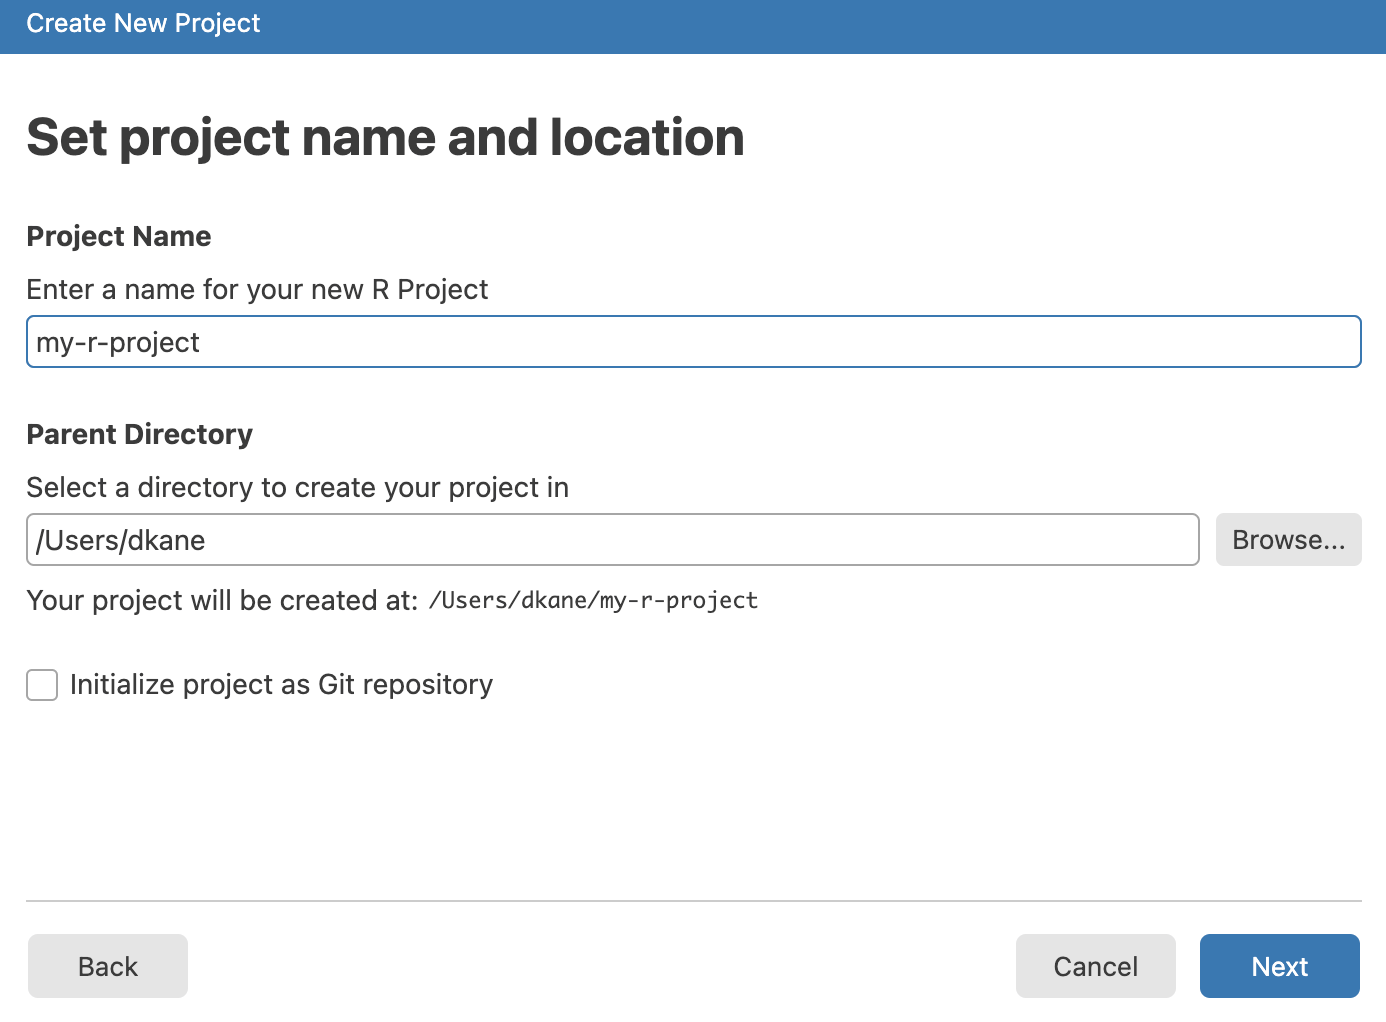 Create New Project
Set project name and location
Project Name
Enter a name for your new R Project
my-r-project
Parent Directory
Select a directory to create your project in
/Users/dkane
Browse...
Your project will be created at: /Users/dkane/my-r-project
Initialize project as Git repository
Back
Cancel
Next